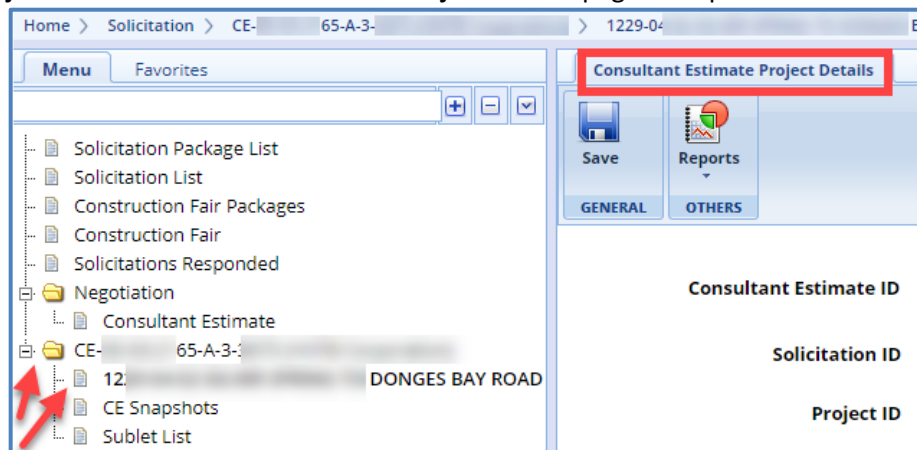 Home > Solicitation > CE- 65-A-3- > 1229-04
Menu Favorites
Consultant Estimate Project Details
Save Reports
GENERAL OTHERS
Solicitation Package List
Solicitation List
Construction Fair Packages
Construction Fair
Solicitations Responded
Negotiation
Consultant Estimate
CE- 65-A-3-
12 DONGES BAY ROAD
CE Snapshots
Sublet List
Consultant Estimate ID
Solicitation ID
Project ID